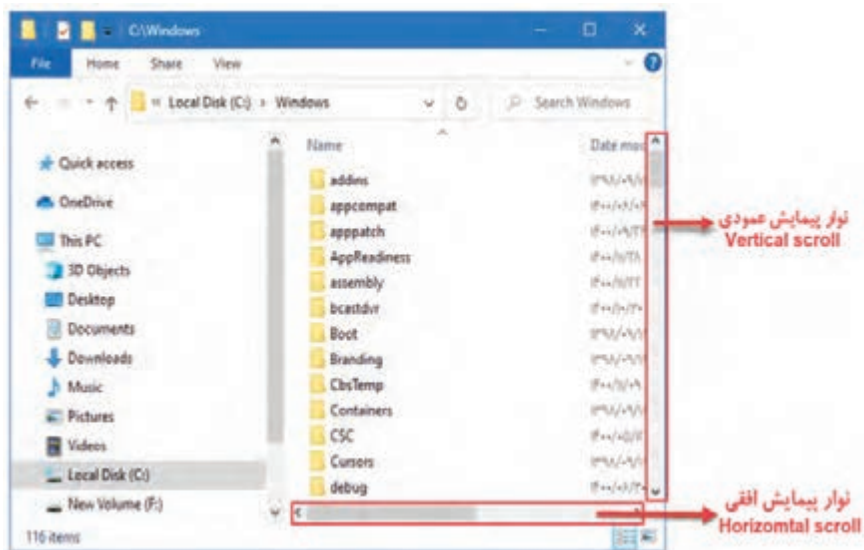 C:\Windows
File Home Share View
« Local Disk (C:) › Windows
Search Windows
Quick access
OneDrive
This PC
3D Objects
Desktop
Documents
Downloads
Music
Pictures
Videos
Local Disk (C:)
New Volume (F:)
116 items
Name Date mo
addins
appcompat
apppatch
AppReadiness
assembly
bcastdvr
Boot
Branding
CbsTemp
Containers
CSC
Cursors
debug
نوار پیمایش عمودی
Vertical scroll
نوار پیمایش افقی
Horizomtal scroll